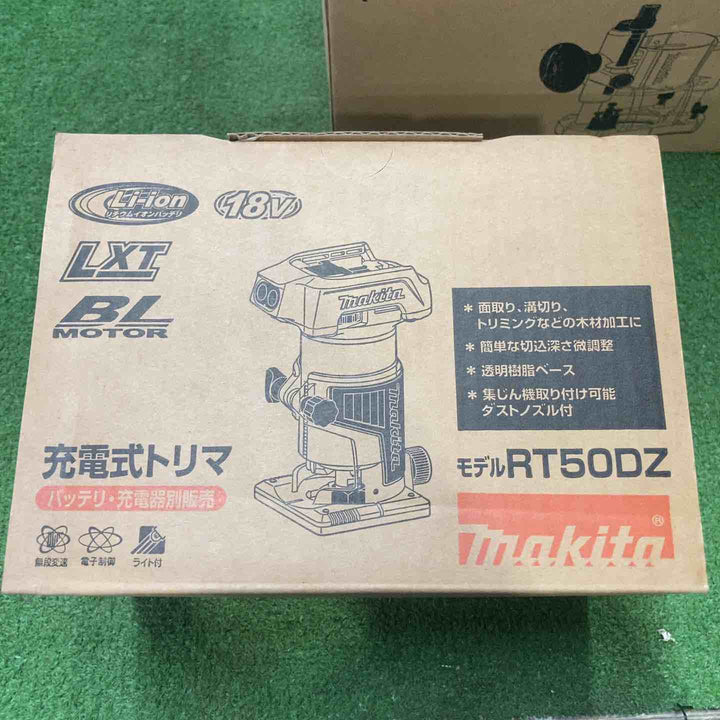 Li-ion
リチウムイオンバッテリ
18V
LXT
BL
MOTOR
makita
makita
* 面取り、溝切り、
トリミングなどの木材加工に
* 簡単な切込深さ微調整
* 透明樹脂ベース
* 集じん機取り付け可能
ダストノズル付
充電式トリマ
バッテリ・充電器別販売
モデルRT50DZ
makita®
無段変速
電子制御
ライト付